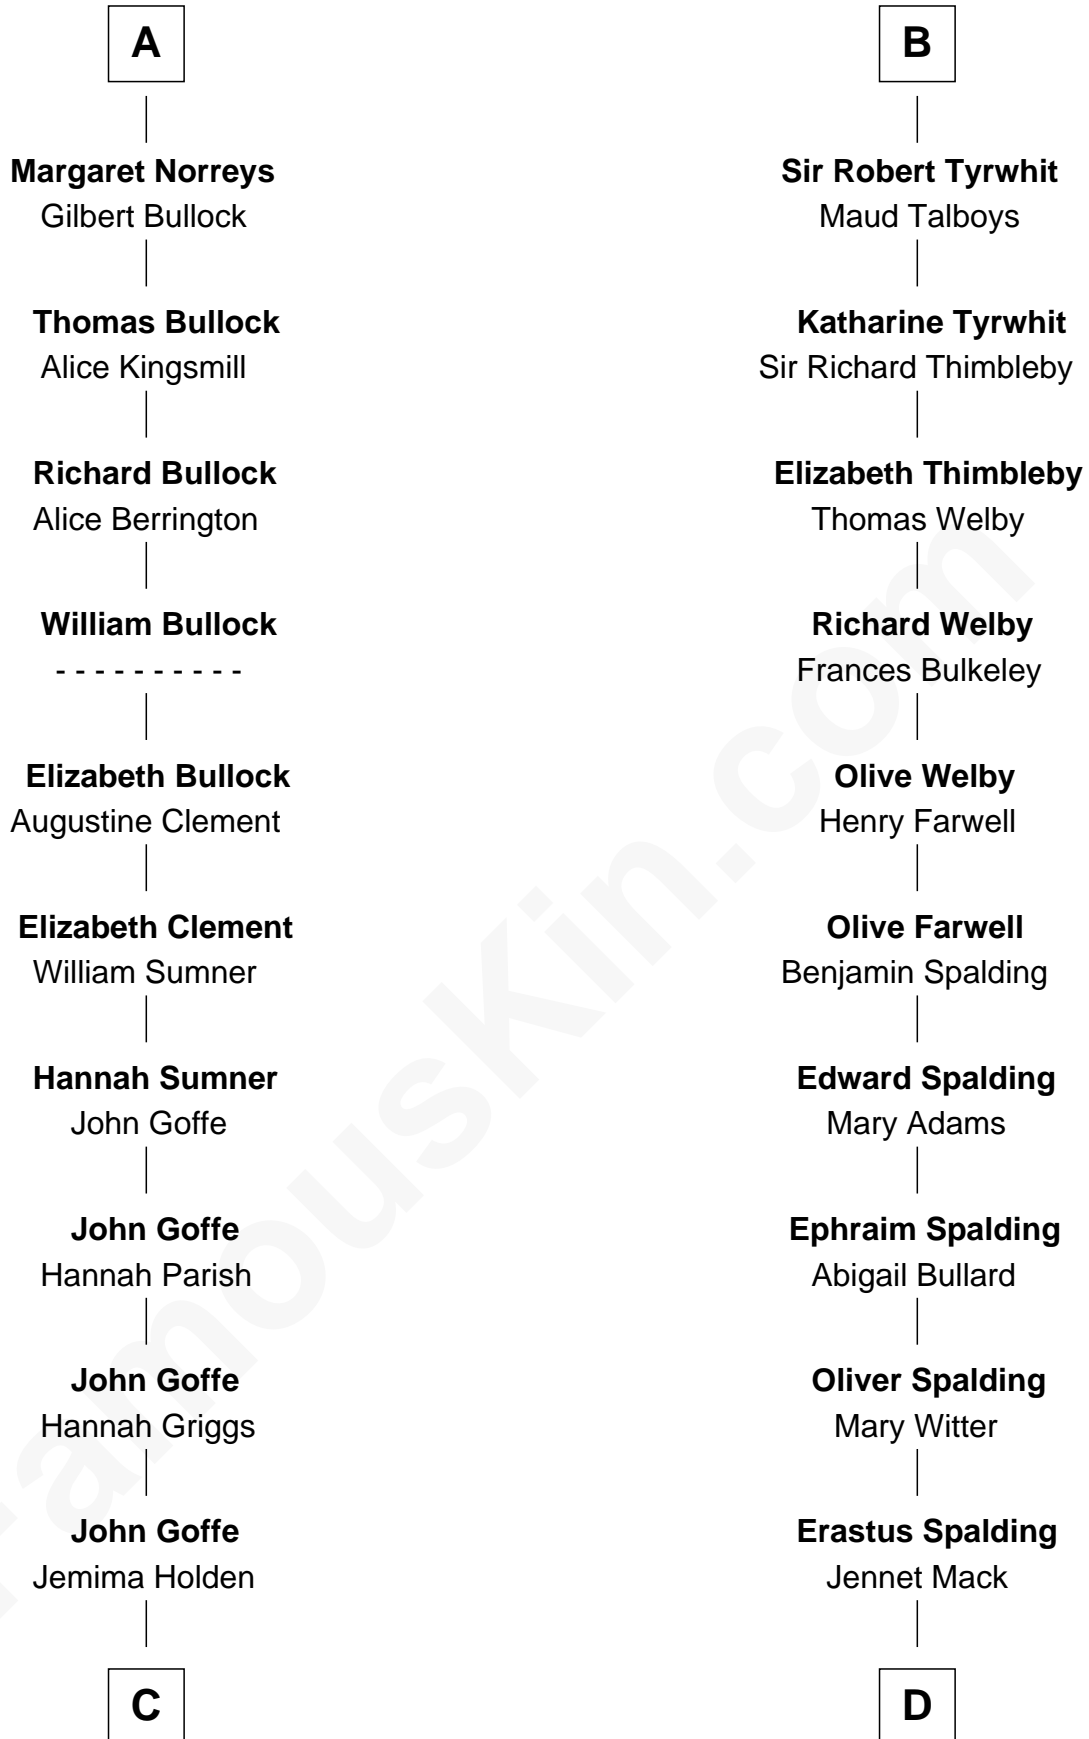 A
Margaret Norreys
Gilbert Bullock
Thomas Bullock
Alice Kingsmill
Richard Bullock
Alice Berrington
William Bullock
- - - - - - - - - -
Elizabeth Bullock
Augustine Clement
Elizabeth Clement
William Sumner
Hannah Sumner
John Goffe
John Goffe
Hannah Parish
John Goffe
Hannah Griggs
John Goffe
Jemima Holden
C
B
Sir Robert Tyrwhit
Maud Talboys
Katharine Tyrwhit
Sir Richard Thimbleby
Elizabeth Thimbleby
Thomas Welby
Richard Welby
Frances Bulkeley
Olive Welby
Henry Farwell
Olive Farwell
Benjamin Spalding
Edward Spalding
Mary Adams
Ephraim Spalding
Abigail Bullard
Oliver Spalding
Mary Witter
Erastus Spalding
Jennet Mack
D
FamousKin.com